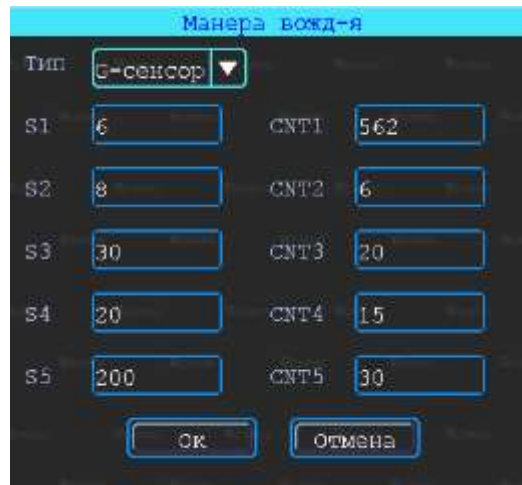 Манера вожд-я
Тип G-сенсор
S1 6 CNT1 562
S2 8 CNT2 6
S3 30 CNT3 20
S4 20 CNT4 15
S5 200 CNT5 30
Ок Отмена